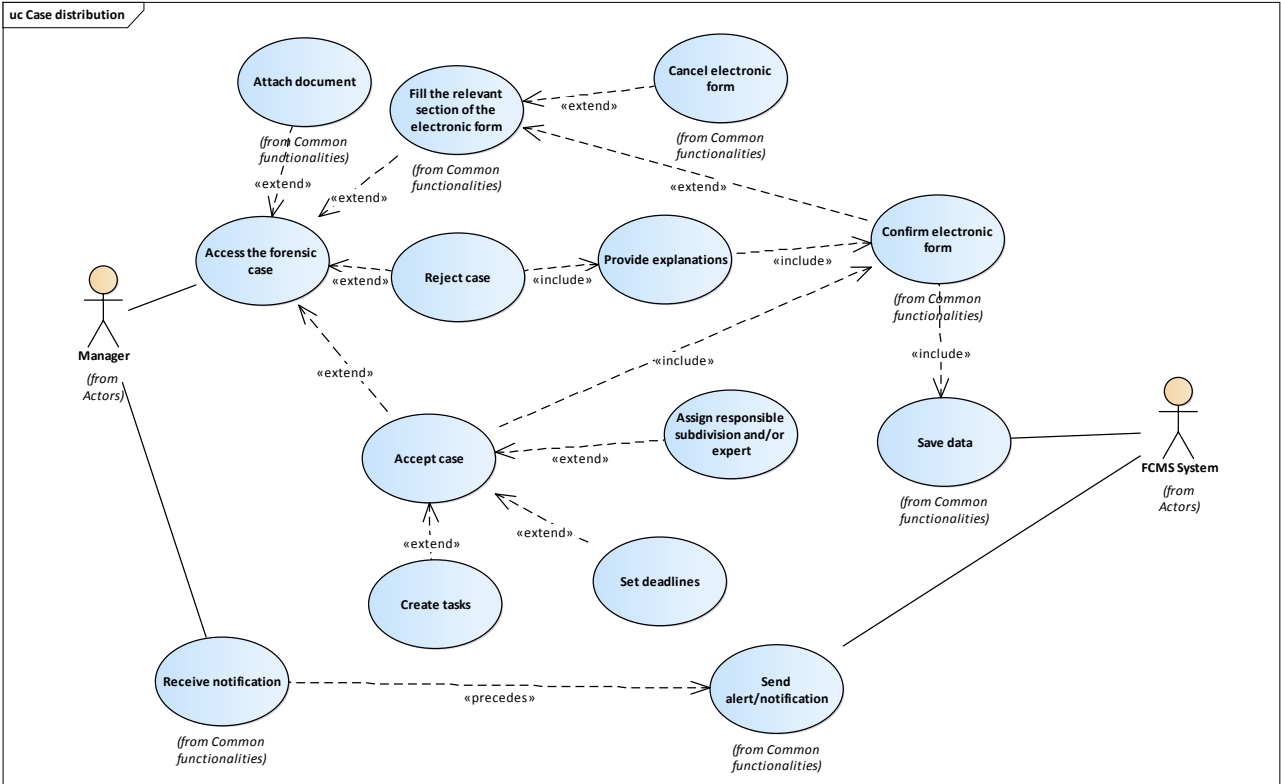 uc Case distribution
Attach document
(from Common
functionalities)
Fill the relevant
section of the
electronic form
(from Common
functionalities)
Cancel electronic
form
(from Common
functionalities)
«extend»
«extend»
«extend»
«extend»
Access the forensic
case
«extend»
Reject case
«include»
Provide explanations
«include»
Confirm electronic
form
(from Common
functionalities)
Manager
(from
Actors)
«extend»
«include»
«include»
Accept case
«extend»
Assign responsible
subdivision and/or
expert
Save data
(from Common
functionalities)
FCMS System
(from
Actors)
«extend»
«extend»
Create tasks
Set deadlines
Receive notification
(from Common
functionalities)
«precedes»
Send
alert/notification
(from Common
functionalities)